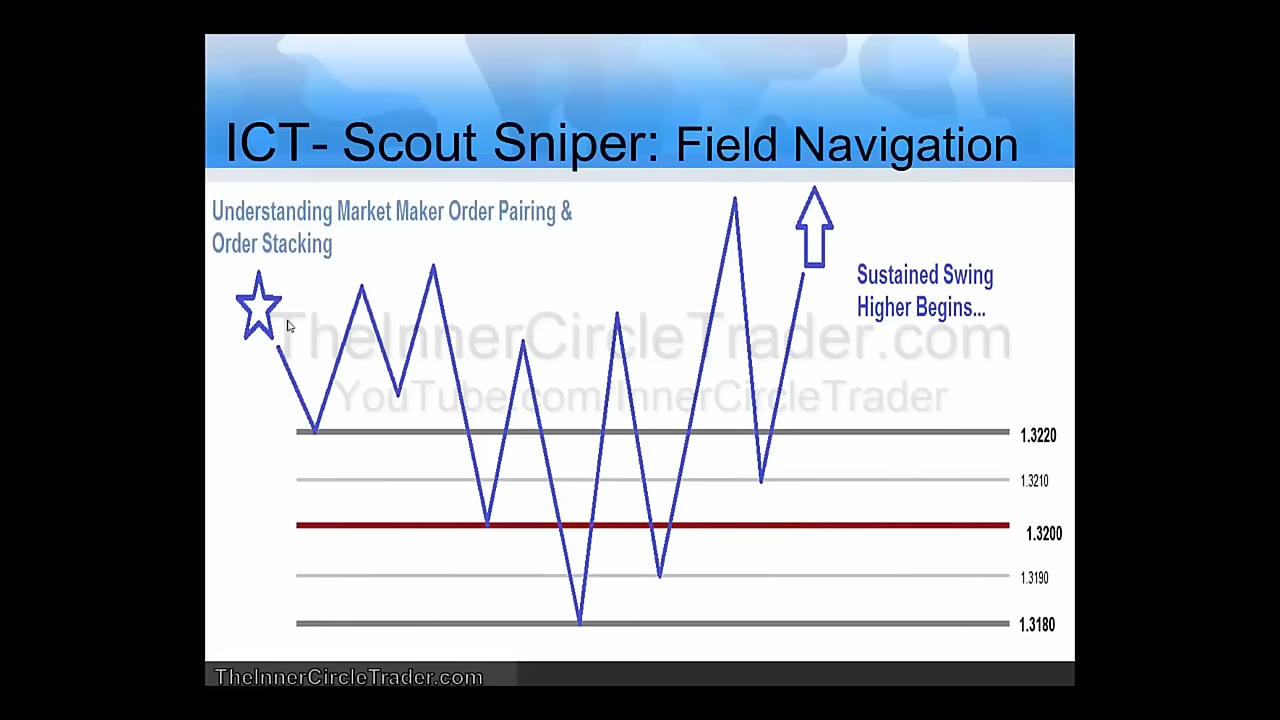 ICT- Scout Sniper: Field Navigation
Understanding Market Maker Order Pairing &
Order Stacking
Sustained Swing
Higher Begins...
TheInnerCircleTrader.com
YouTube.com/InnerCircleTrader
1.3220
1.3210
1.3200
1.3190
1.3180
TheInnerCircleTrader.com